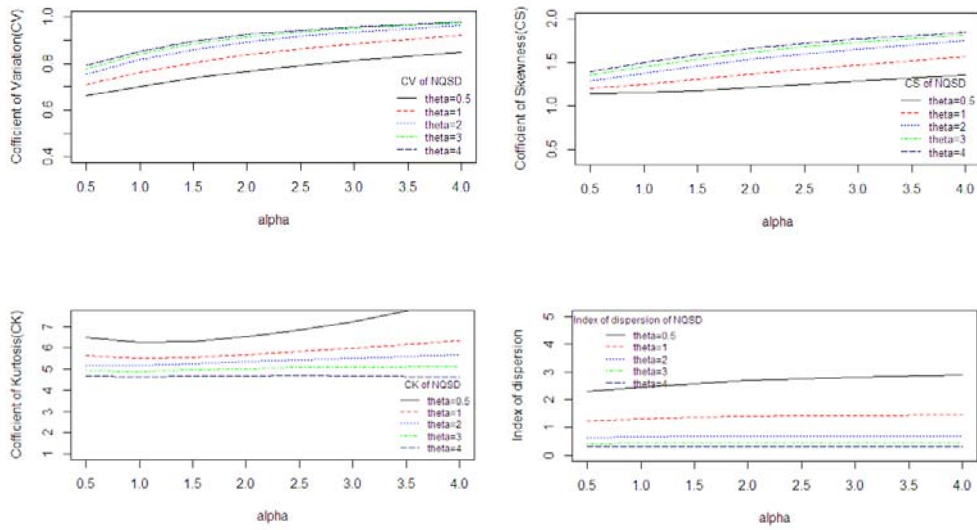 Cofficient of Variation(CV)
1.0
0.8
0.6
0.4
CV of NQSD
theta=0.5
theta=1
theta=2
theta=3
theta=4
0.5 1.0 1.5 2.0 2.5 3.0 3.5 4.0
alpha
Cofficient of Skewness(CS)
2.0
1.5
1.0
0.5
CS of NQSD
theta=0.5
theta=1
theta=2
theta=3
theta=4
0.5 1.0 1.5 2.0 2.5 3.0 3.5 4.0
alpha
Coefficient of Kurtosis(CK)
7
6
5
4
3
2
1
CK of NQSD
theta=0.5
theta=1
theta=2
theta=3
theta=4
0.5 1.0 1.5 2.0 2.5 3.0 3.5 4.0
alpha
Index of dispersion
5
4
3
2
1
0
Index of dispersion of NQSD
theta=0.5
theta=1
theta=2
theta=3
theta=4
0.5 1.0 1.5 2.0 2.5 3.0 3.5 4.0
alpha